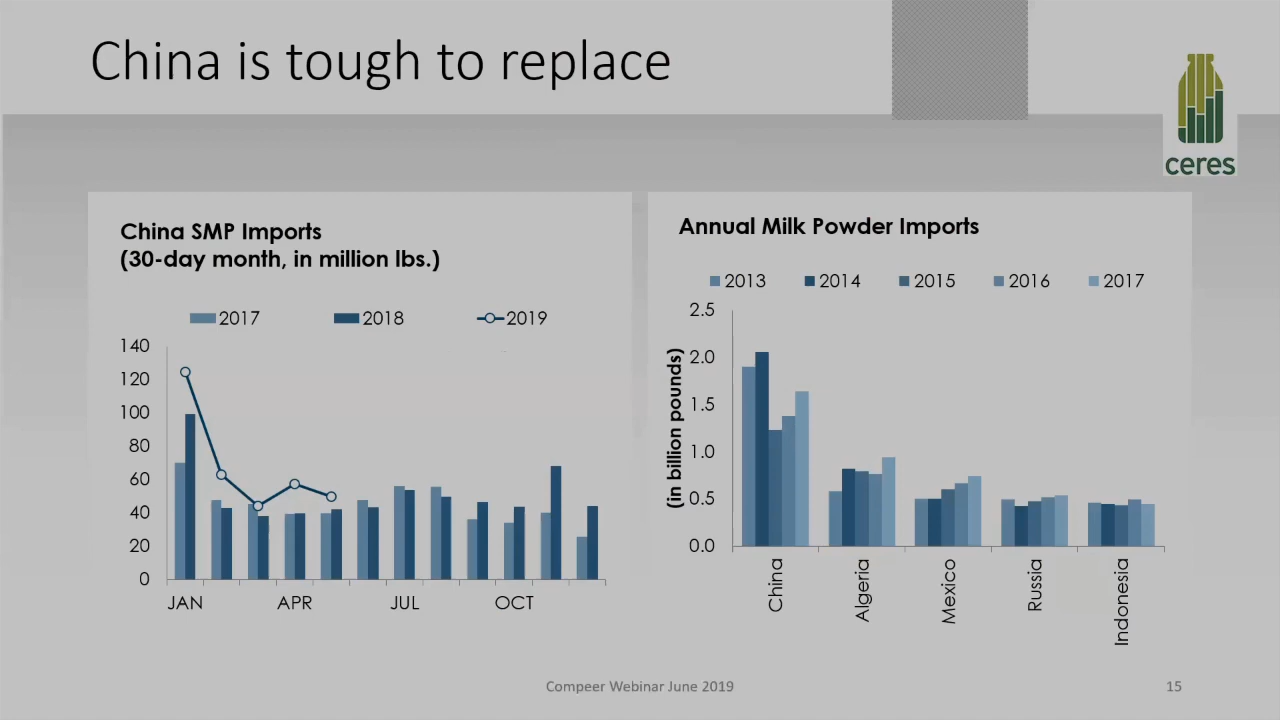 China is tough to replace
ceres
China SMP Imports
(30-day month, in million lbs.)
2017 2018 2019
140
120
100
80
60
40
20
0
JAN APR JUL OCT
Annual Milk Powder Imports
2013 2014 2015 2016 2017
(in billion pounds)
2.5
2.0
1.5
1.0
0.5
0.0
China Algeria Mexico Russia Indonesia
Compeer Webinar June 2019
15